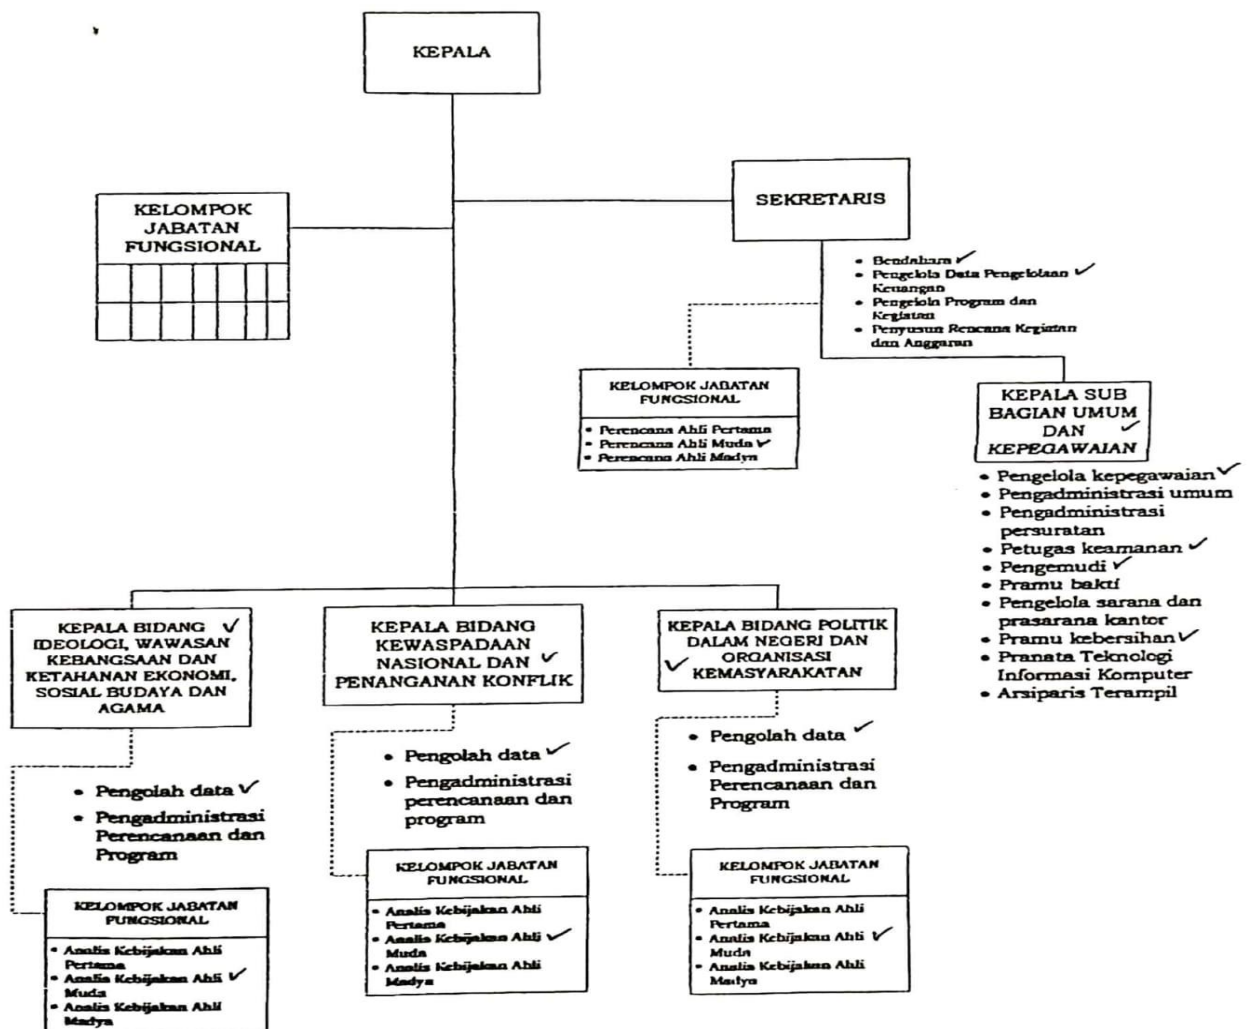 KEPALA
SEKRETARIS
KELOMPOK
JABATAN
FUNGSIONAL
• Bendahara ✓
• Pengelola Data Pengelolaan ✓
Keuangan
• Pengelola Program dan
Kegiatan
• Penyusun Rencana Kegiatan
dan Anggaran
KELOMPOK JABATAN
FUNGSIONAL
• Perencana Ahli Pertama
• Perencana Ahli Muda ✓
• Perencana Ahli Madya
KEPALA SUB
BAGIAN UMUM
DAN ✓
KEPEGAWAIAN
• Pengelola kepegawaian ✓
• Pengadministrasi umum
• Pengadministrasi
persuratan
• Petugas keamanan ✓
• Pengemudi ✓
• Pramu bakti
• Pengelola sarana dan
prasarana kantor
• Pramu kebersihan ✓
• Pranata Teknologi
Informasi Komputer
• Arsiparis Terampil
KEPALA BIDANG ✓
IDEOLOGI, WAWASAN
KEBANGSAAN DAN
KETAHANAN EKONOMI,
SOSIAL BUDAYA DAN
AGAMA
• Pengolah data ✓
• Pengadministrasi
Perencanaan dan
Program
KELOMPOK JABATAN
FUNGSIONAL
• Analis Kebijakan Ahli
Pertama
• Analis Kebijakan Ahli ✓
Muda
• Analis Kebijakan Ahli
Madya
KEPALA BIDANG
KEWASPADAAN
NASIONAL DAN ✓
PENANGANAN KONFLIK
• Pengolah data ✓
• Pengadministrasi
perencanaan dan
program
KELOMPOK JABATAN
FUNGSIONAL
• Analis Kebijakan Ahli
Pertama
• Analis Kebijakan Ahli ✓
Muda
• Analis Kebijakan Ahli
Madya
KEPALA BIDANG POLITIK
DALAM NEGERI DAN
✓ ORGANISASI
KEMASYARAKATAN
• Pengolah data ✓
• Pengadministrasi
Perencanaan dan
Program
KELOMPOK JABATAN
FUNGSIONAL
• Analis Kebijakan Ahli
Pertama
• Analis Kebijakan Ahli ✓
Muda
• Analis Kebijakan Ahli
Madya